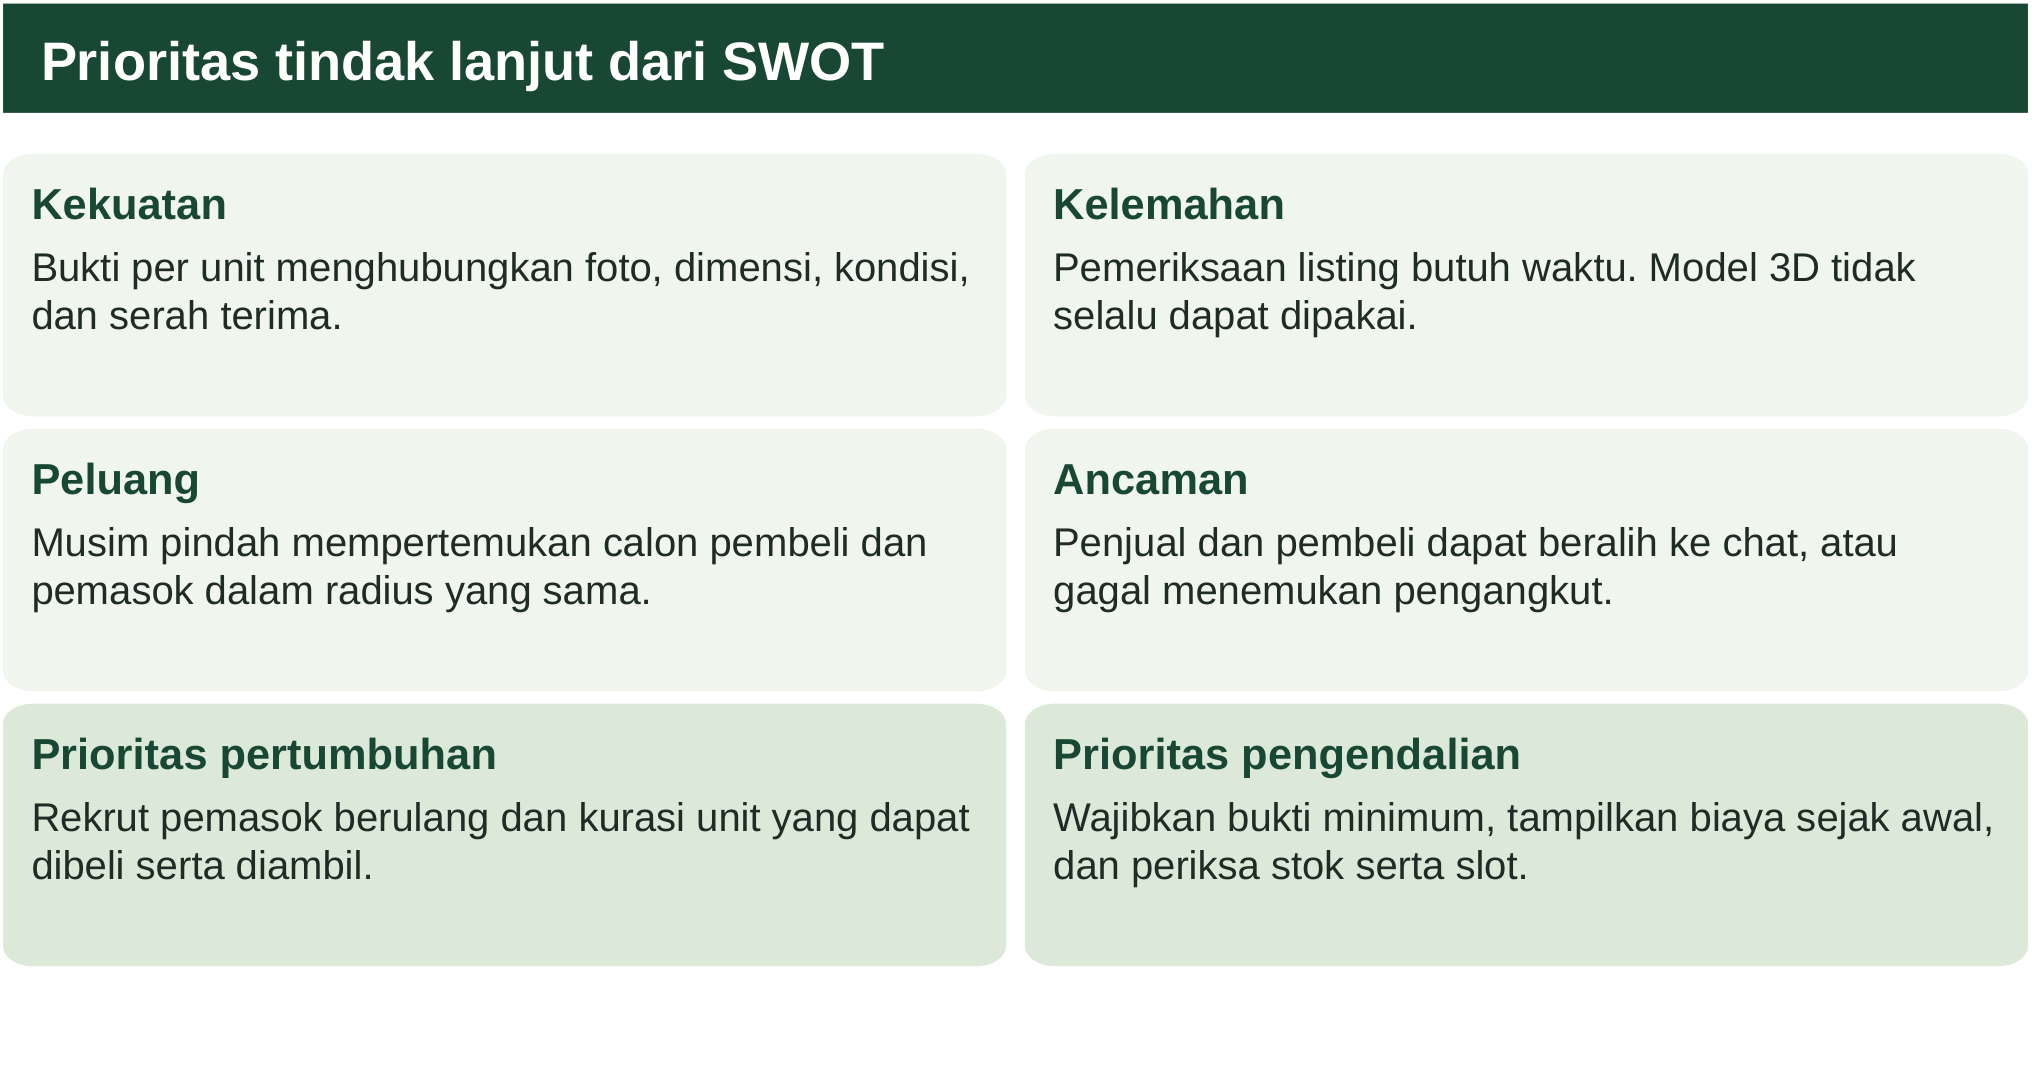 Prioritas tindak lanjut dari SWOT
Kekuatan
Bukti per unit menghubungkan foto, dimensi, kondisi,
dan serah terima.
Kelemahan
Pemeriksaan listing butuh waktu. Model 3D tidak
selalu dapat dipakai.
Peluang
Musim pindah mempertemukan calon pembeli dan
pemasok dalam radius yang sama.
Ancaman
Penjual dan pembeli dapat beralih ke chat, atau
gagal menemukan pengangkut.
Prioritas pertumbuhan
Rekrut pemasok berulang dan kurasi unit yang dapat
dibeli serta diambil.
Prioritas pengendalian
Wajibkan bukti minimum, tampilkan biaya sejak awal,
dan periksa stok serta slot.